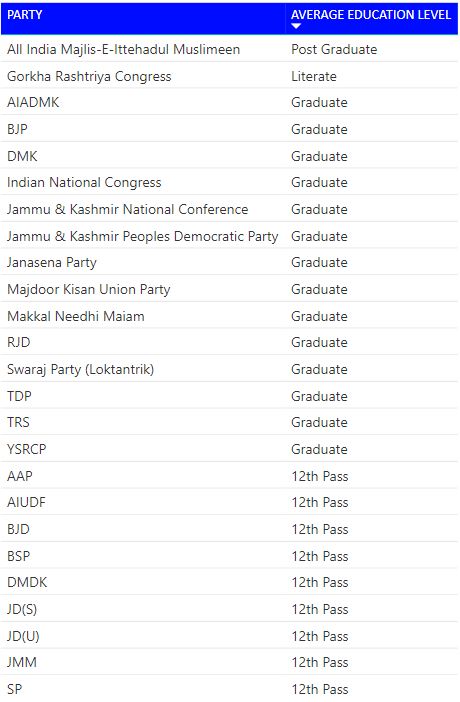 PARTY AVERAGE EDUCATION LEVEL
All India Majlis-E-Ittehadul Muslimeen Post Graduate
Gorkha Rashtriya Congress Literate
AIADMK Graduate
BJP Graduate
DMK Graduate
Indian National Congress Graduate
Jammu & Kashmir National Conference Graduate
Jammu & Kashmir Peoples Democratic Party Graduate
Janasena Party Graduate
Majdoor Kisan Union Party Graduate
Makkal Needhi Maiam Graduate
RJD Graduate
Swaraj Party (Loktantrik) Graduate
TDP Graduate
TRS Graduate
YSRCP Graduate
AAP 12th Pass
AIUDF 12th Pass
BJD 12th Pass
BSP 12th Pass
DMDK 12th Pass
JD(S) 12th Pass
JD(U) 12th Pass
JMM 12th Pass
SP 12th Pass